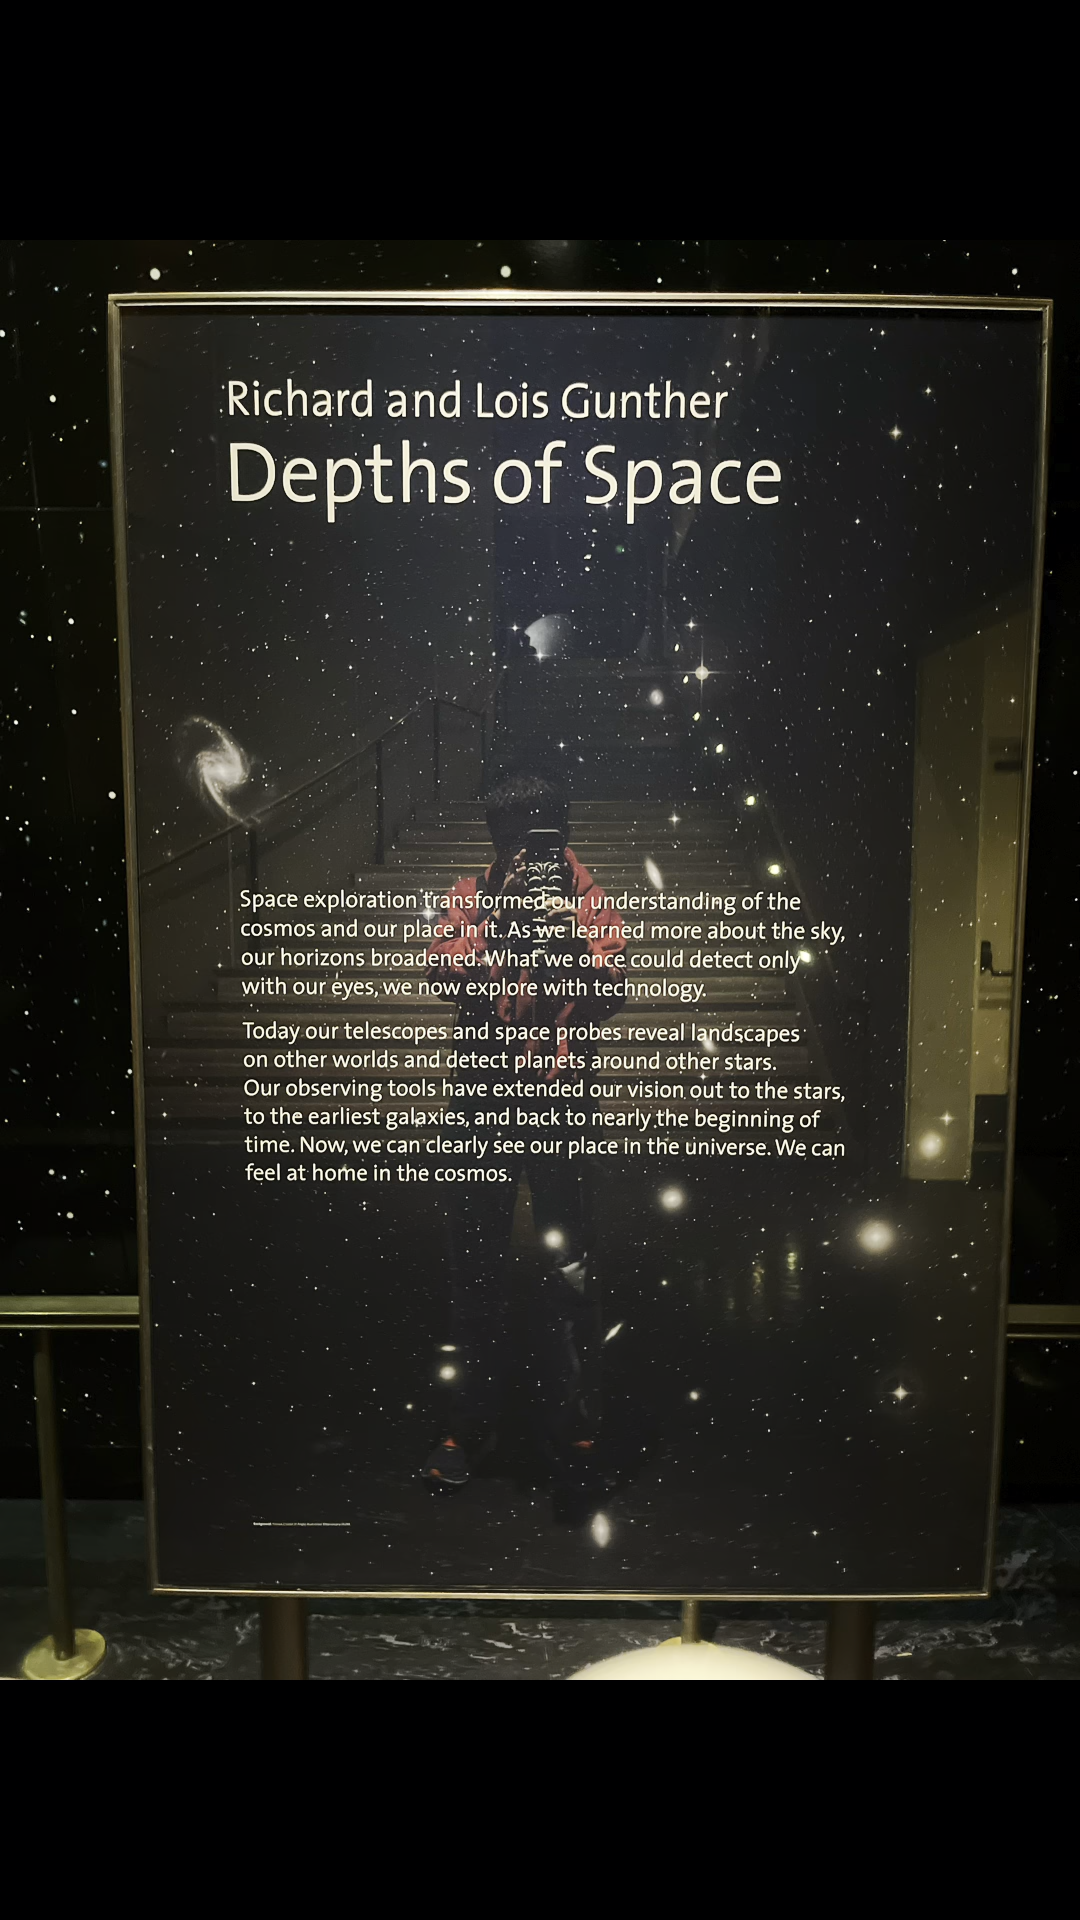 Richard and Lois Gunther
Depths of Space
Space exploration transformed our understanding of the
cosmos and our place in it. As we learned more about the sky,
our horizons broadened. What we once could detect only
with our eyes, we now explore with technology.
Today our telescopes and space probes reveal landscapes
on other worlds and detect planets around other stars.
Our observing tools have extended our vision out to the stars,
to the earliest galaxies, and back to nearly the beginning of
time. Now, we can clearly see our place in the universe. We can
feel at home in the cosmos.